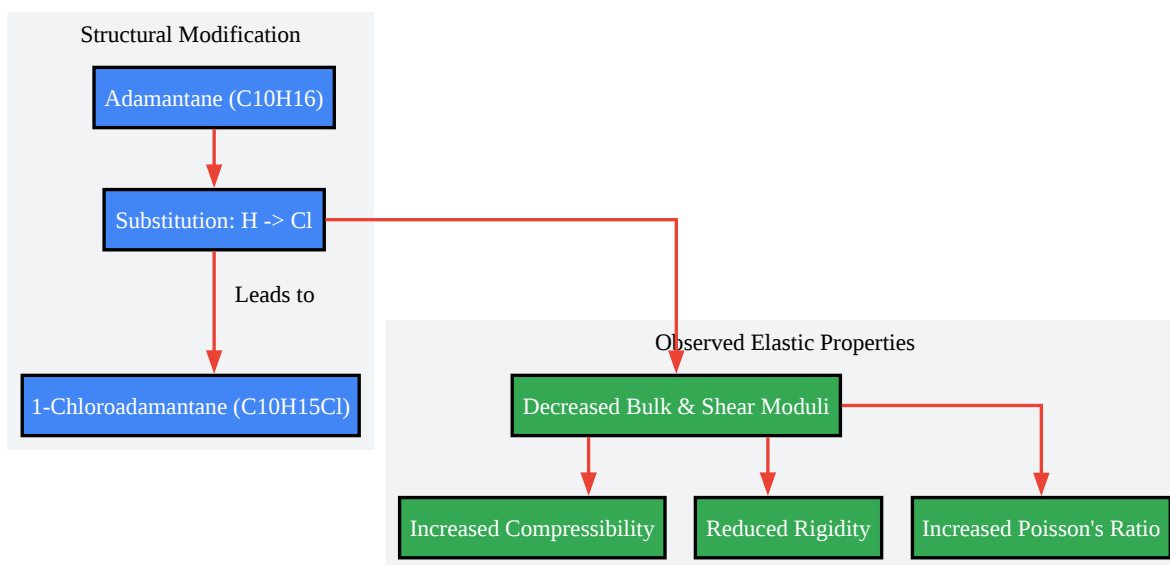 Structural Modification
Adamantane (C10H16)
Substitution: H -> Cl
Leads to
1-Chloroadamantane (C10H15Cl)
Observed Elastic Properties
Decreased Bulk & Shear Moduli
Increased Compressibility
Reduced Rigidity
Increased Poisson's Ratio